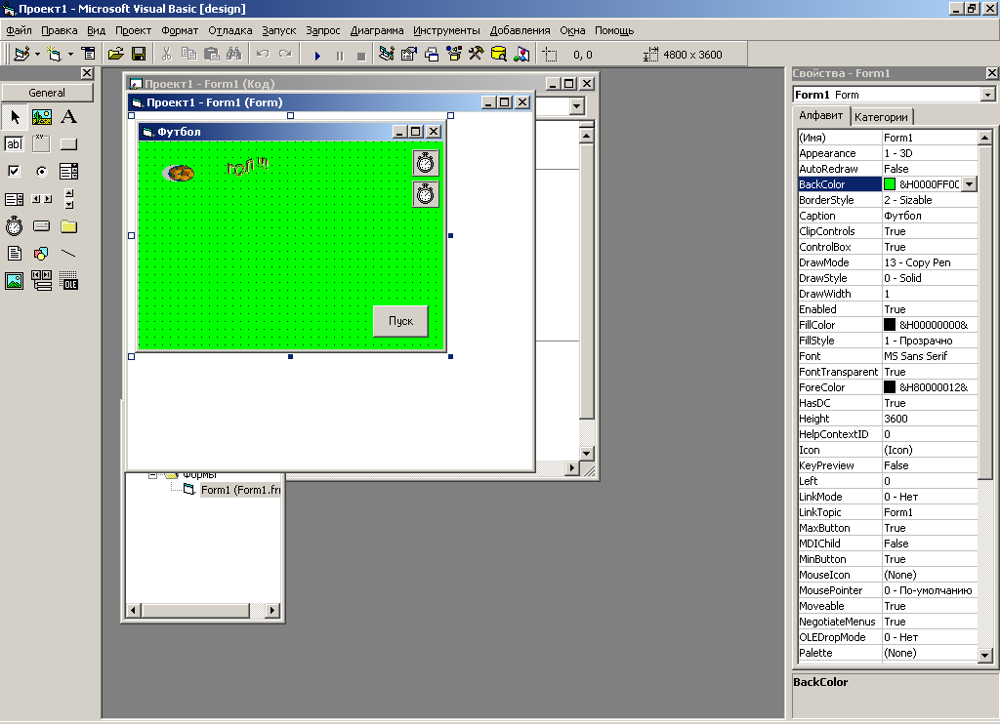 Проект1 - Microsoft Visual Basic [design]
Файл Правка Вид Проект Формат Отладка Запуск Запрос Диаграмма Инструменты Добавления Окна Помощь
0, 0 4800 x 3600
General
A
ab
xy
OLE
Проект1 - Form1 (Код)
Проект1 - Form1 (Form)
Футбол
гол !!!
Пуск
Формы
Form1 (Form1.fr
Свойства - Form1
Form1 Form
Алфавит Категории
(Имя) Form1
Appearance 1 - 3D
AutoRedraw False
BackColor &H0000FF0(
BorderStyle 2 - Sizable
Caption Футбол
ClipControls True
ControlBox True
DrawMode 13 - Copy Pen
DrawStyle 0 - Solid
DrawWidth 1
Enabled True
FillColor &H00000000&
FillStyle 1 - Прозрачно
Font MS Sans Serif
FontTransparent True
ForeColor &H80000012&
HasDC True
Height 3600
HelpContextID 0
Icon (Icon)
KeyPreview False
Left 0
LinkMode 0 - Нет
LinkTopic Form1
MaxButton True
MDIChild False
MinButton True
MouseIcon (None)
MousePointer 0 - По-умолчанию
Moveable True
NegotiateMenus True
OLEDropMode 0 - Нет
Palette (None)
BackColor